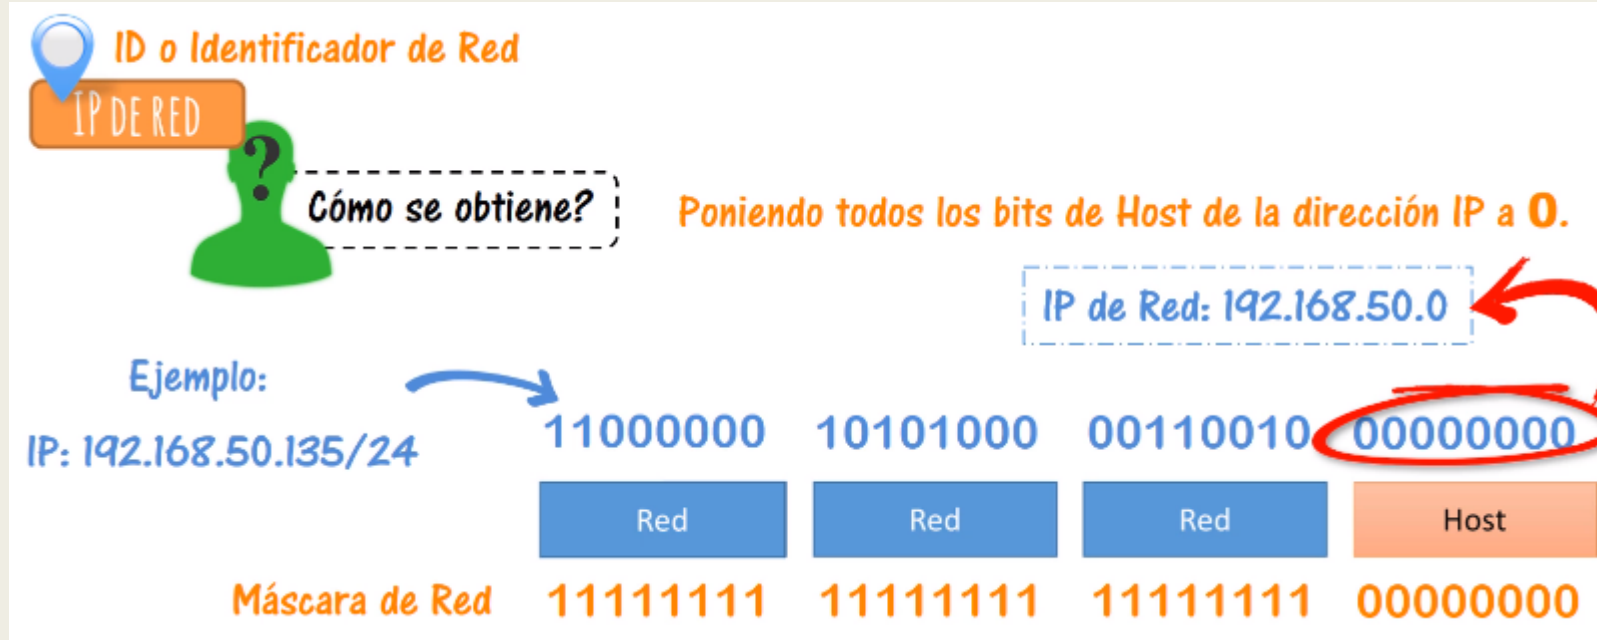 ID o Identificador de Red
IP DE RED
?
Cómo se obtiene?
Poniendo todos los bits de Host de la dirección IP a 0.
IP de Red: 192.168.50.0
Ejemplo:
IP: 192.168.50.135/24
11000000 10101000 00110010 00000000
Red Red Red Host
Máscara de Red 11111111 11111111 11111111 00000000